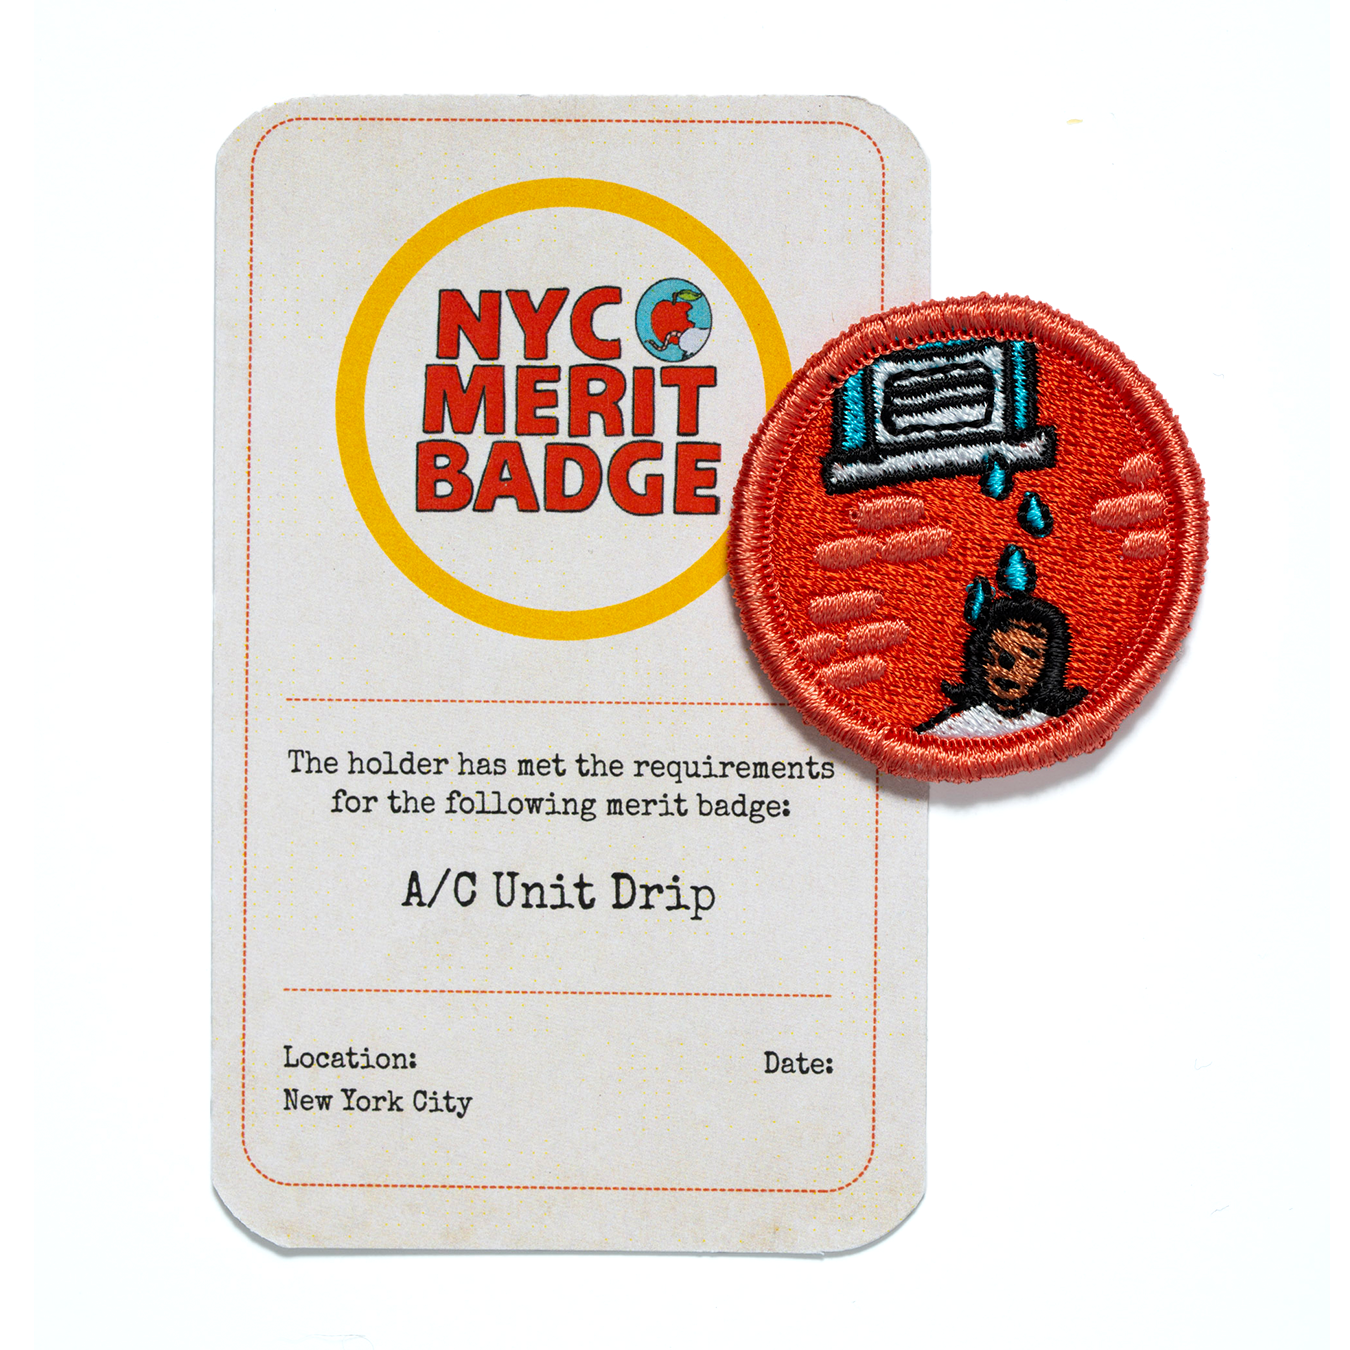 NYC
MERIT
BADGE
The holder has met the requirements
for the following merit badge:
A/C Unit Drip
Location:
Date:
New York City